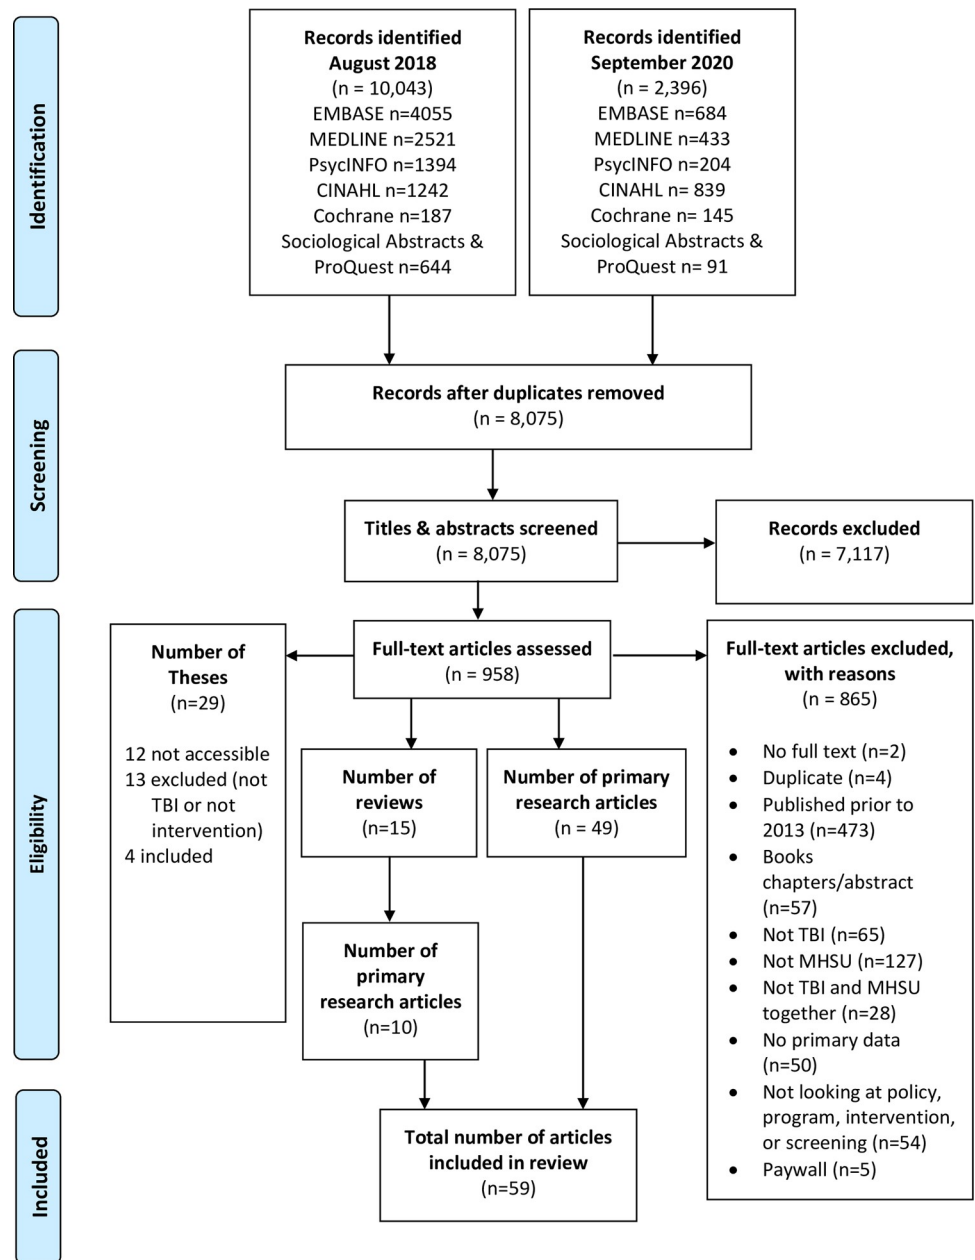 Identification
Records identified
August 2018
(n = 10,043)
EMBASE n=4055
MEDLINE n=2521
PsycINFO n=1394
CINAHL n=1242
Cochrane n=187
Sociological Abstracts &
ProQuest n=644
Records identified
September 2020
(n = 2,396)
EMBASE n=684
MEDLINE n=433
PsycINFO n=204
CINAHL n= 839
Cochrane n= 145
Sociological Abstracts &
ProQuest n= 91
Screening
Records after duplicates removed
(n = 8,075)
Titles & abstracts screened
(n = 8,075)
Records excluded
(n = 7,117)
Eligibility
Number of
Theses
(n=29)
12 not accessible
13 excluded (not
TBI or not
intervention)
4 included
Full-text articles assessed
(n = 958)
Number of
reviews
(n=15)
Number of primary
research articles
(n = 49)
Number of
primary
research articles
(n=10)
Full-text articles excluded,
with reasons
(n = 865)
• No full text (n=2)
• Duplicate (n=4)
• Published prior to
2013 (n=473)
• Books
chapters/abstract
(n=57)
• Not TBI (n=65)
• Not MHSU (n=127)
• Not TBI and MHSU
together (n=28)
• No primary data
(n=50)
• Not looking at policy,
program, intervention,
or screening (n=54)
• Paywall (n=5)
Included
Total number of articles
included in review
(n=59)